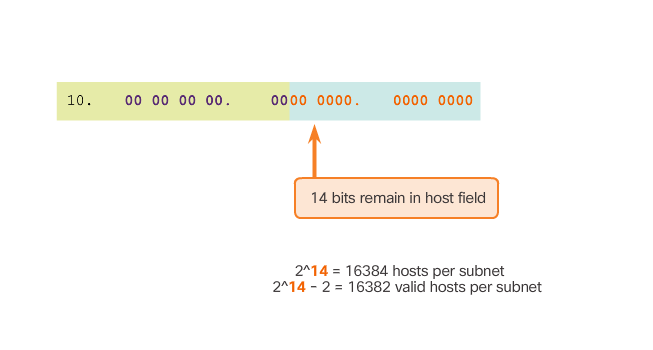 10. 00 00 00 00. 0000 0000. 0000 0000
14 bits remain in host field
2^14 = 16384 hosts per subnet
2^14 - 2 = 16382 valid hosts per subnet